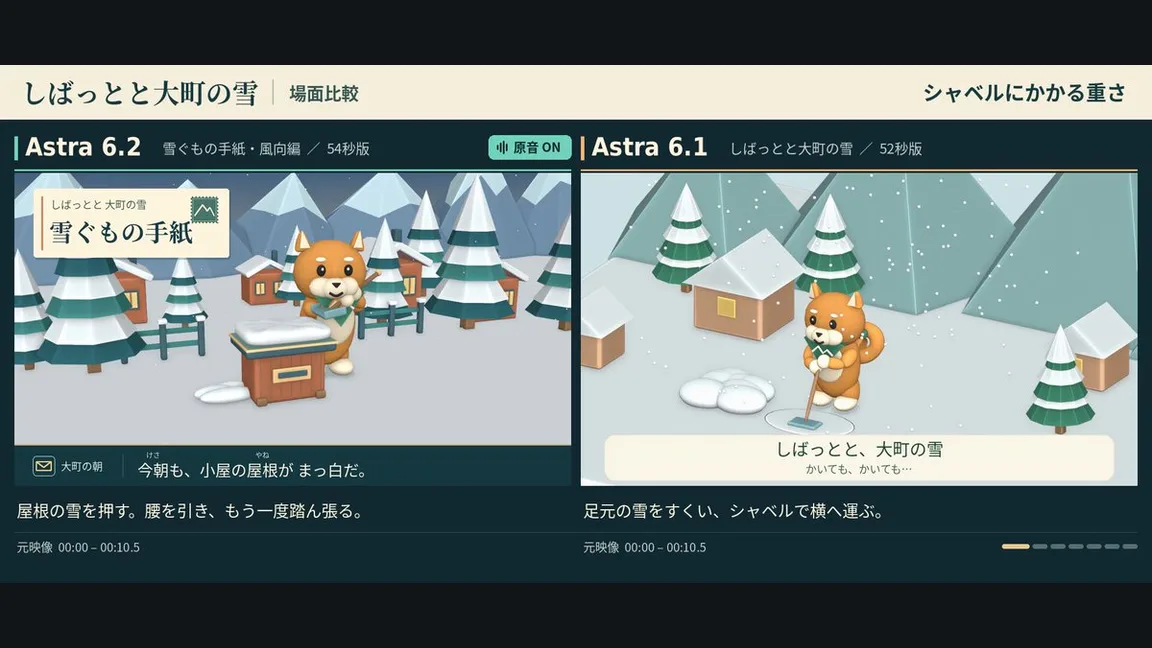 しばっとと大町の雪
場面比較
シャベルにかかる重さ
Astra 6.2
雪ぐもの手紙・風向編 ／ 54秒版
原音 ON
しばっとと 大町の雪
雪ぐもの手紙
大町の朝
けさ
やね
今朝も、小屋の屋根が まっ白だ。
屋根の雪を押す。腰を引き、もう一度踏ん張る。
元映像 00:00 – 00:10.5
Astra 6.1
しばっとと大町の雪 ／ 52秒版
しばっとと、大町の雪
かいても、かいても…
足元の雪をすくい、シャベルで横へ運ぶ。
元映像 00:00 – 00:10.5